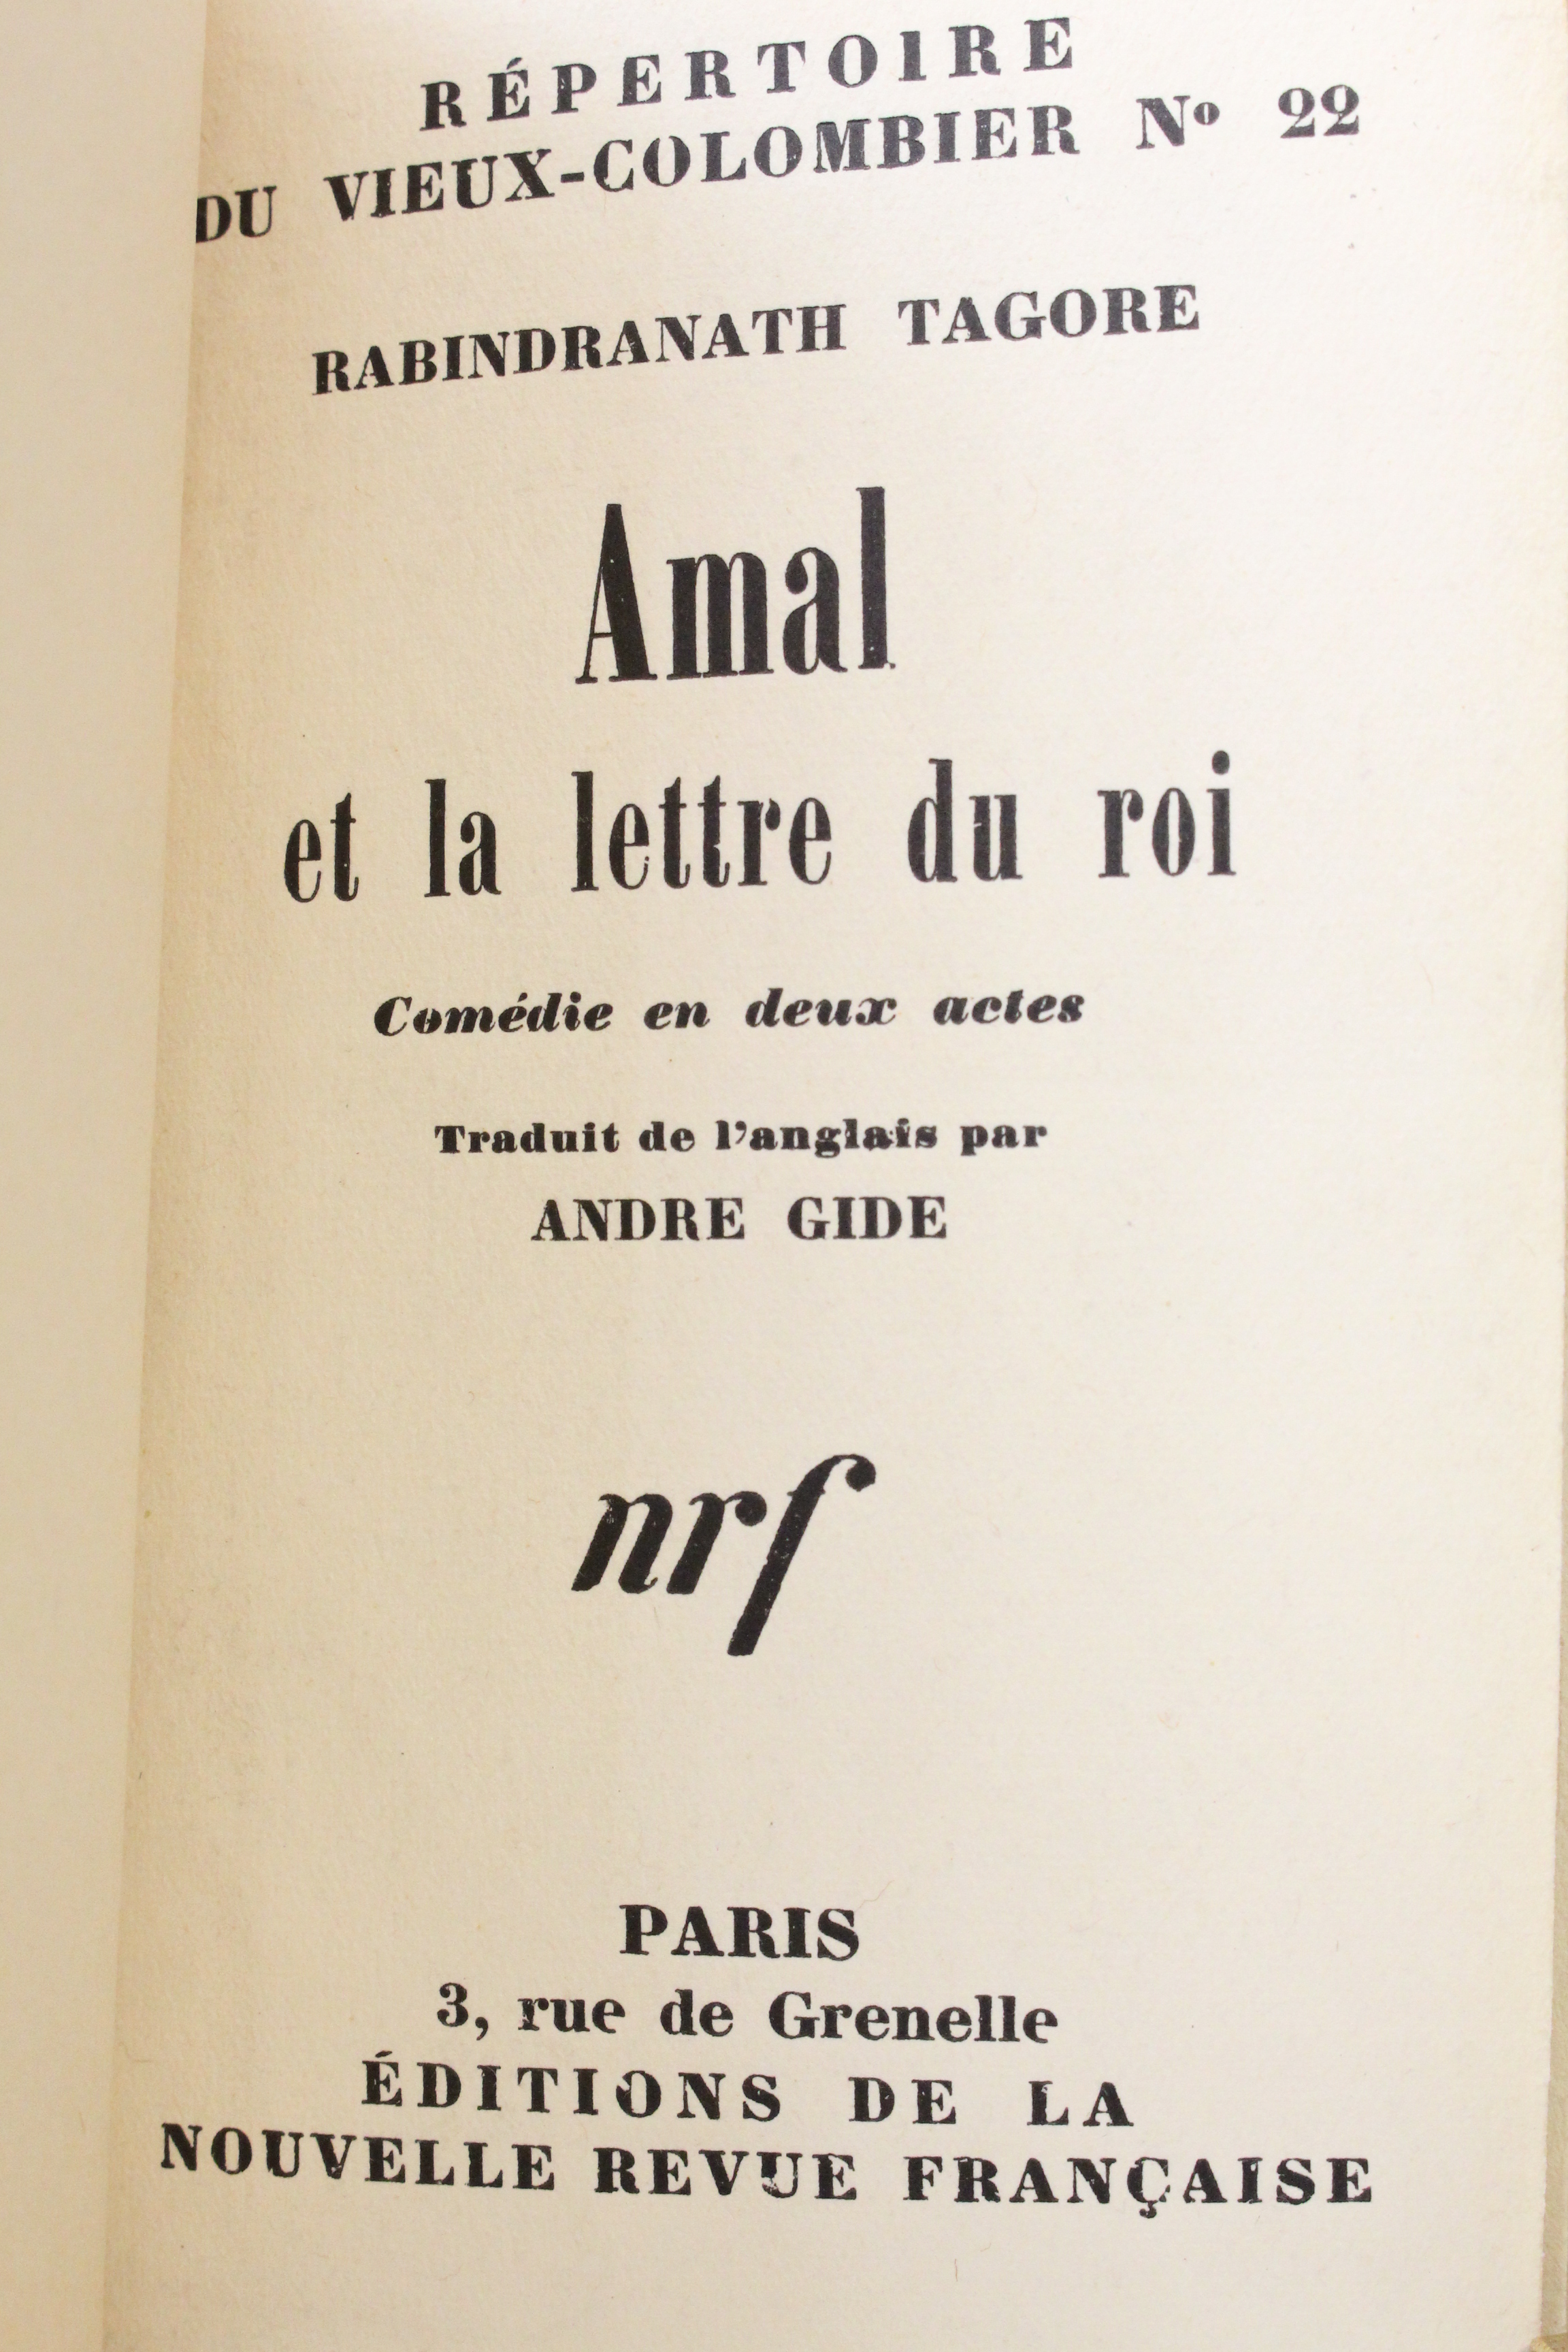 RÉPERTOIRE
DU VIEUX-COLOMBIER Nº 22
RABINDRANATH TAGORE
Amal
et la lettre du roi
Comédie en deux actes
Traduit de l'anglais par
ANDRE GIDE
nrf
PARIS
3, rue de Grenelle
ÉDITIONS DE LA
NOUVELLE REVUE FRANÇAISE